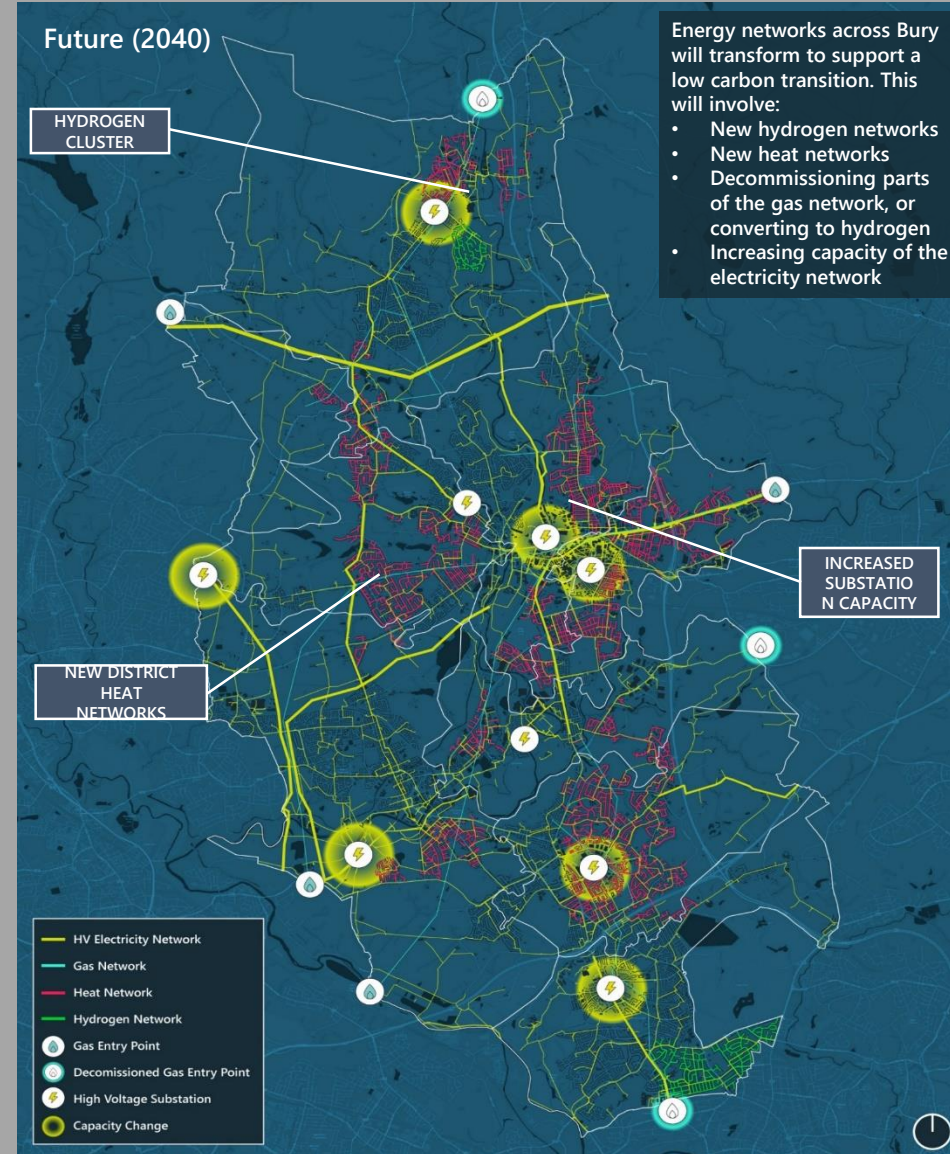 Future (2040)
Energy networks across Bury
will transform to support a
low carbon transition. This
will involve:
• New hydrogen networks
• New heat networks
• Decommissioning parts
of the gas network, or
converting to hydrogen
• Increasing capacity of the
electricity network
HYDROGEN
CLUSTER
INCREASED
SUBSTATIO
N CAPACITY
NEW DISTRICT
HEAT
NETWORKS
HV Electricity Network
Gas Network
Heat Network
Hydrogen Network
Gas Entry Point
Decomissioned Gas Entry Point
High Voltage Substation
Capacity Change